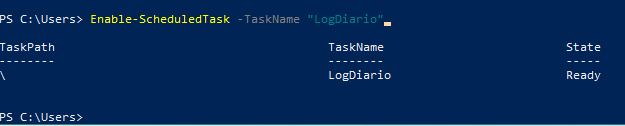 PS C:\Users> Enable-ScheduledTask -TaskName "LogDiario"
TaskPath TaskName State
-------- -------- -----
\ LogDiario Ready
PS C:\Users>